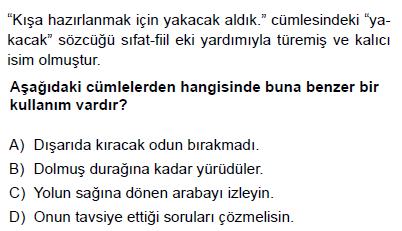 “Kışa hazırlanmak için yakacak aldık.” cümlesindeki “ya-
kacak” sözcüğü sıfat-fiil eki yardımıyla türemiş ve kalıcı
isim olmuştur.
Aşağıdaki cümlelerden hangisinde buna benzer bir
kullanım vardır?
A) Dışarıda kıracak odun bırakmadı.
B) Dolmuş durağına kadar yürüdüler.
C) Yolun sağına dönen arabayı izleyin.
D) Onun tavsiye ettiği soruları çözmelisin.